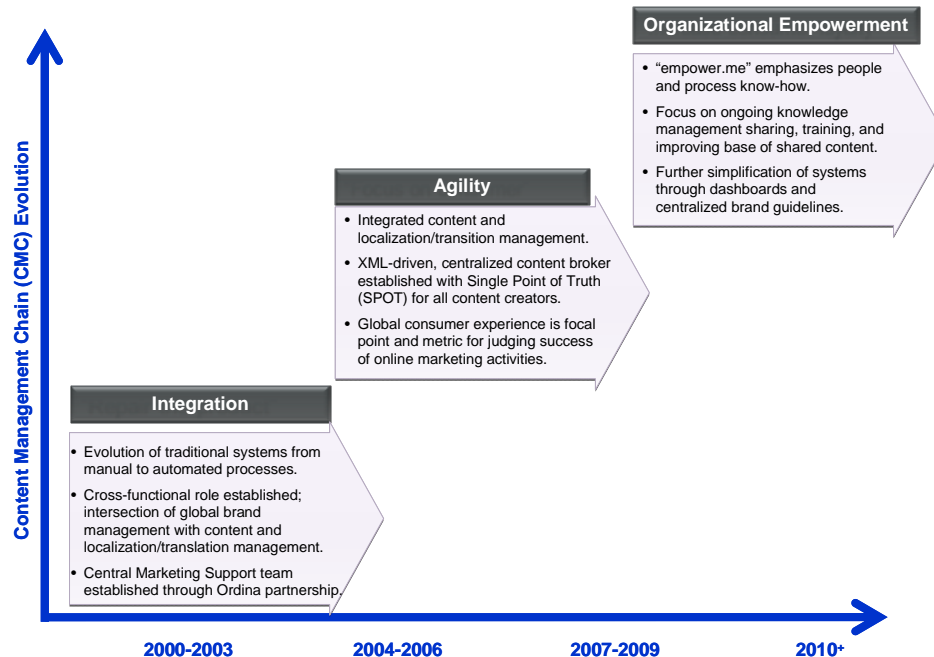 Organizational Empowerment
• “empower.me” emphasizes people
and process know-how.
• Focus on ongoing knowledge
management sharing, training, and
improving base of shared content.
• Further simplification of systems
through dashboards and
centralized brand guidelines.
Agility
• Integrated content and
localization/transition management.
• XML-driven, centralized content broker
established with Single Point of Truth
(SPOT) for all content creators.
• Global consumer experience is focal
point and metric for judging success
of online marketing activities.
Integration
• Evolution of traditional systems from
manual to automated processes.
• Cross-functional role established;
intersection of global brand
management with content and
localization/translation management.
• Central Marketing Support team
established through Ordina partnership.
Content Management Chain (CMC) Evolution
2000-2003 2004-2006 2007-2009 2010+